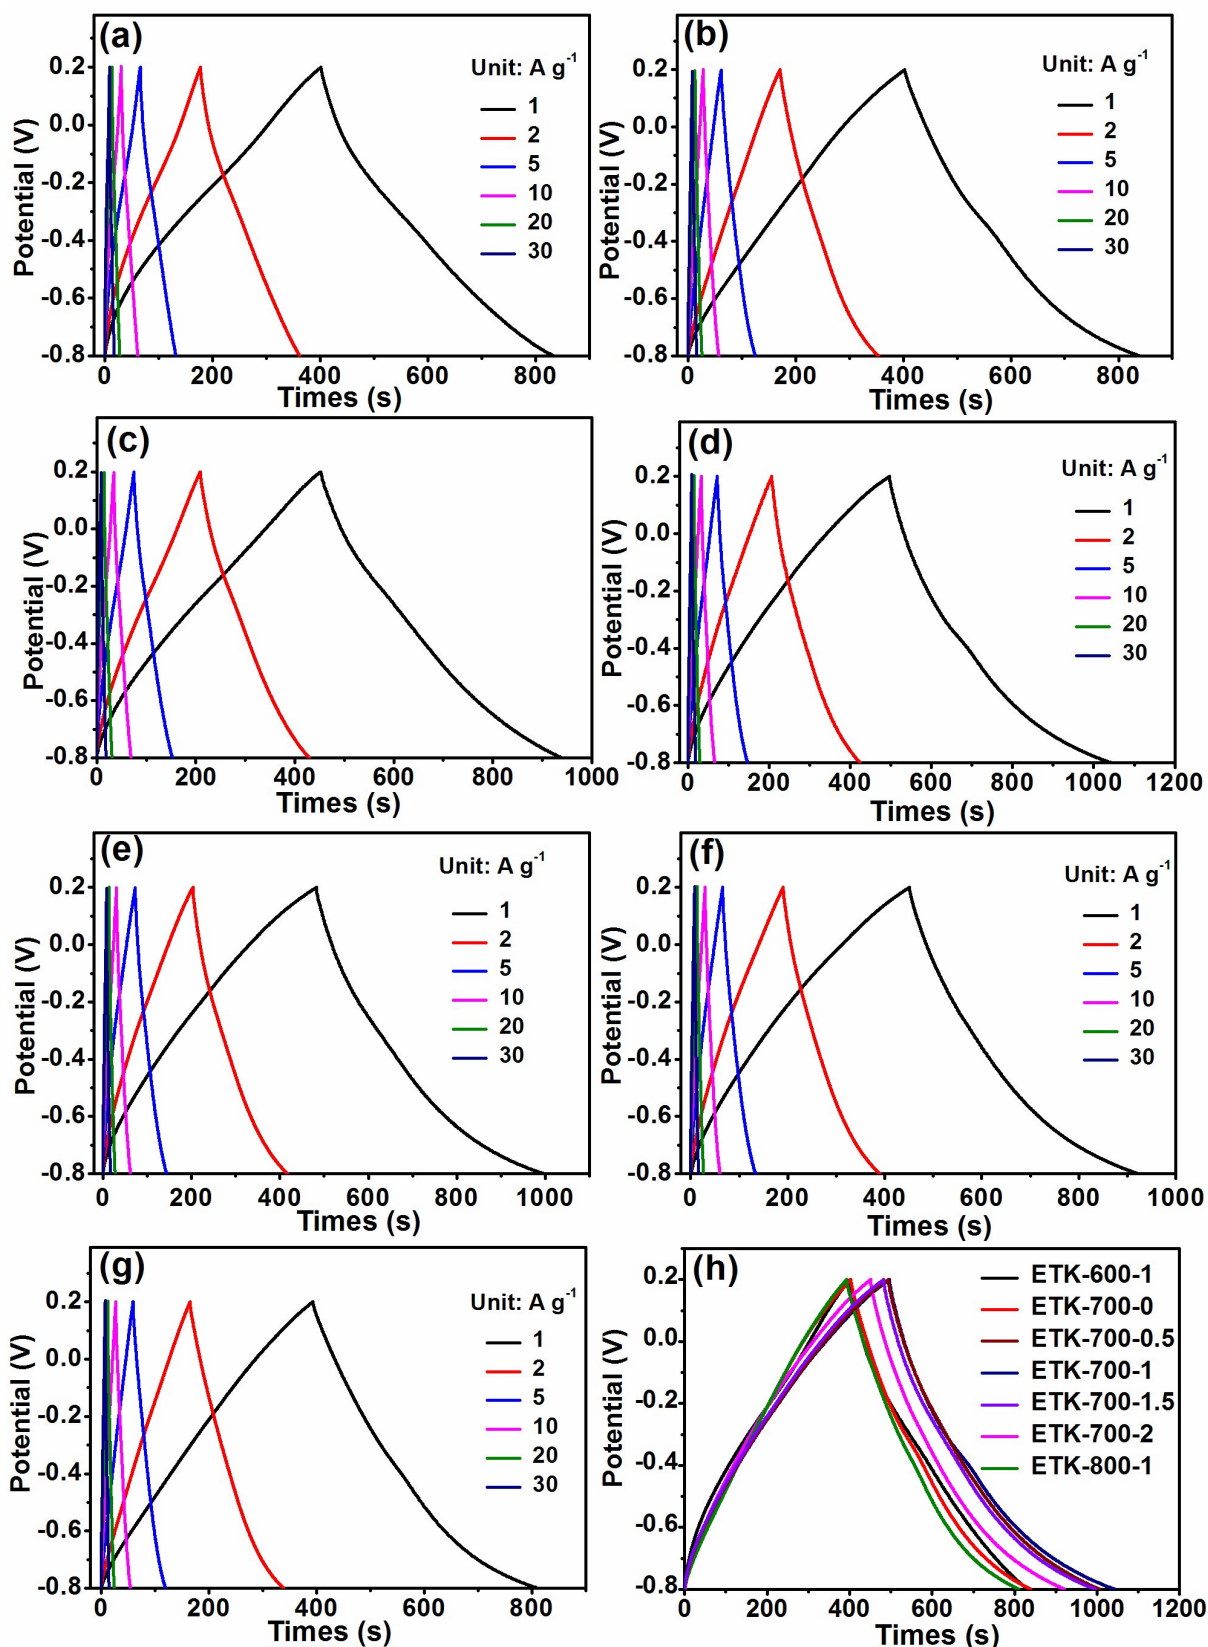 (a)
Unit: A g-1
1
2
5
10
20
30
0.2
0.0
-0.2
-0.4
-0.6
-0.8
Potential (V)
0 200 400 600 800
Times (s)
(b)
Unit: A g-1
1
2
5
10
20
30
0.2
0.0
-0.2
-0.4
-0.6
-0.8
Potential (V)
0 200 400 600 800
Times (s)
(c)
0.2
0.0
-0.2
-0.4
-0.6
-0.8
Potential (V)
0 200 400 600 800 1000
Times (s)
(d)
Unit: A g-1
1
2
5
10
20
30
0.2
0.0
-0.2
-0.4
-0.6
-0.8
Potential (V)
0 200 400 600 800 1000 1200
Times (s)
(e)
Unit: A g-1
1
2
5
10
20
30
0.2
0.0
-0.2
-0.4
-0.6
-0.8
Potential (V)
0 200 400 600 800 1000
Times (s)
(f)
Unit: A g-1
1
2
5
10
20
30
0.2
0.0
-0.2
-0.4
-0.6
-0.8
Potential (V)
0 200 400 600 800 1000
Times (s)
(g)
Unit: A g-1
1
2
5
10
20
30
0.2
0.0
-0.2
-0.4
-0.6
-0.8
Potential (V)
0 200 400 600 800
Times (s)
(h)
ETK-600-1
ETK-700-0
ETK-700-0.5
ETK-700-1
ETK-700-1.5
ETK-700-2
ETK-800-1
0.2
0.0
-0.2
-0.4
-0.6
-0.8
Potential (V)
0 200 400 600 800 1000 1200
Times (s)